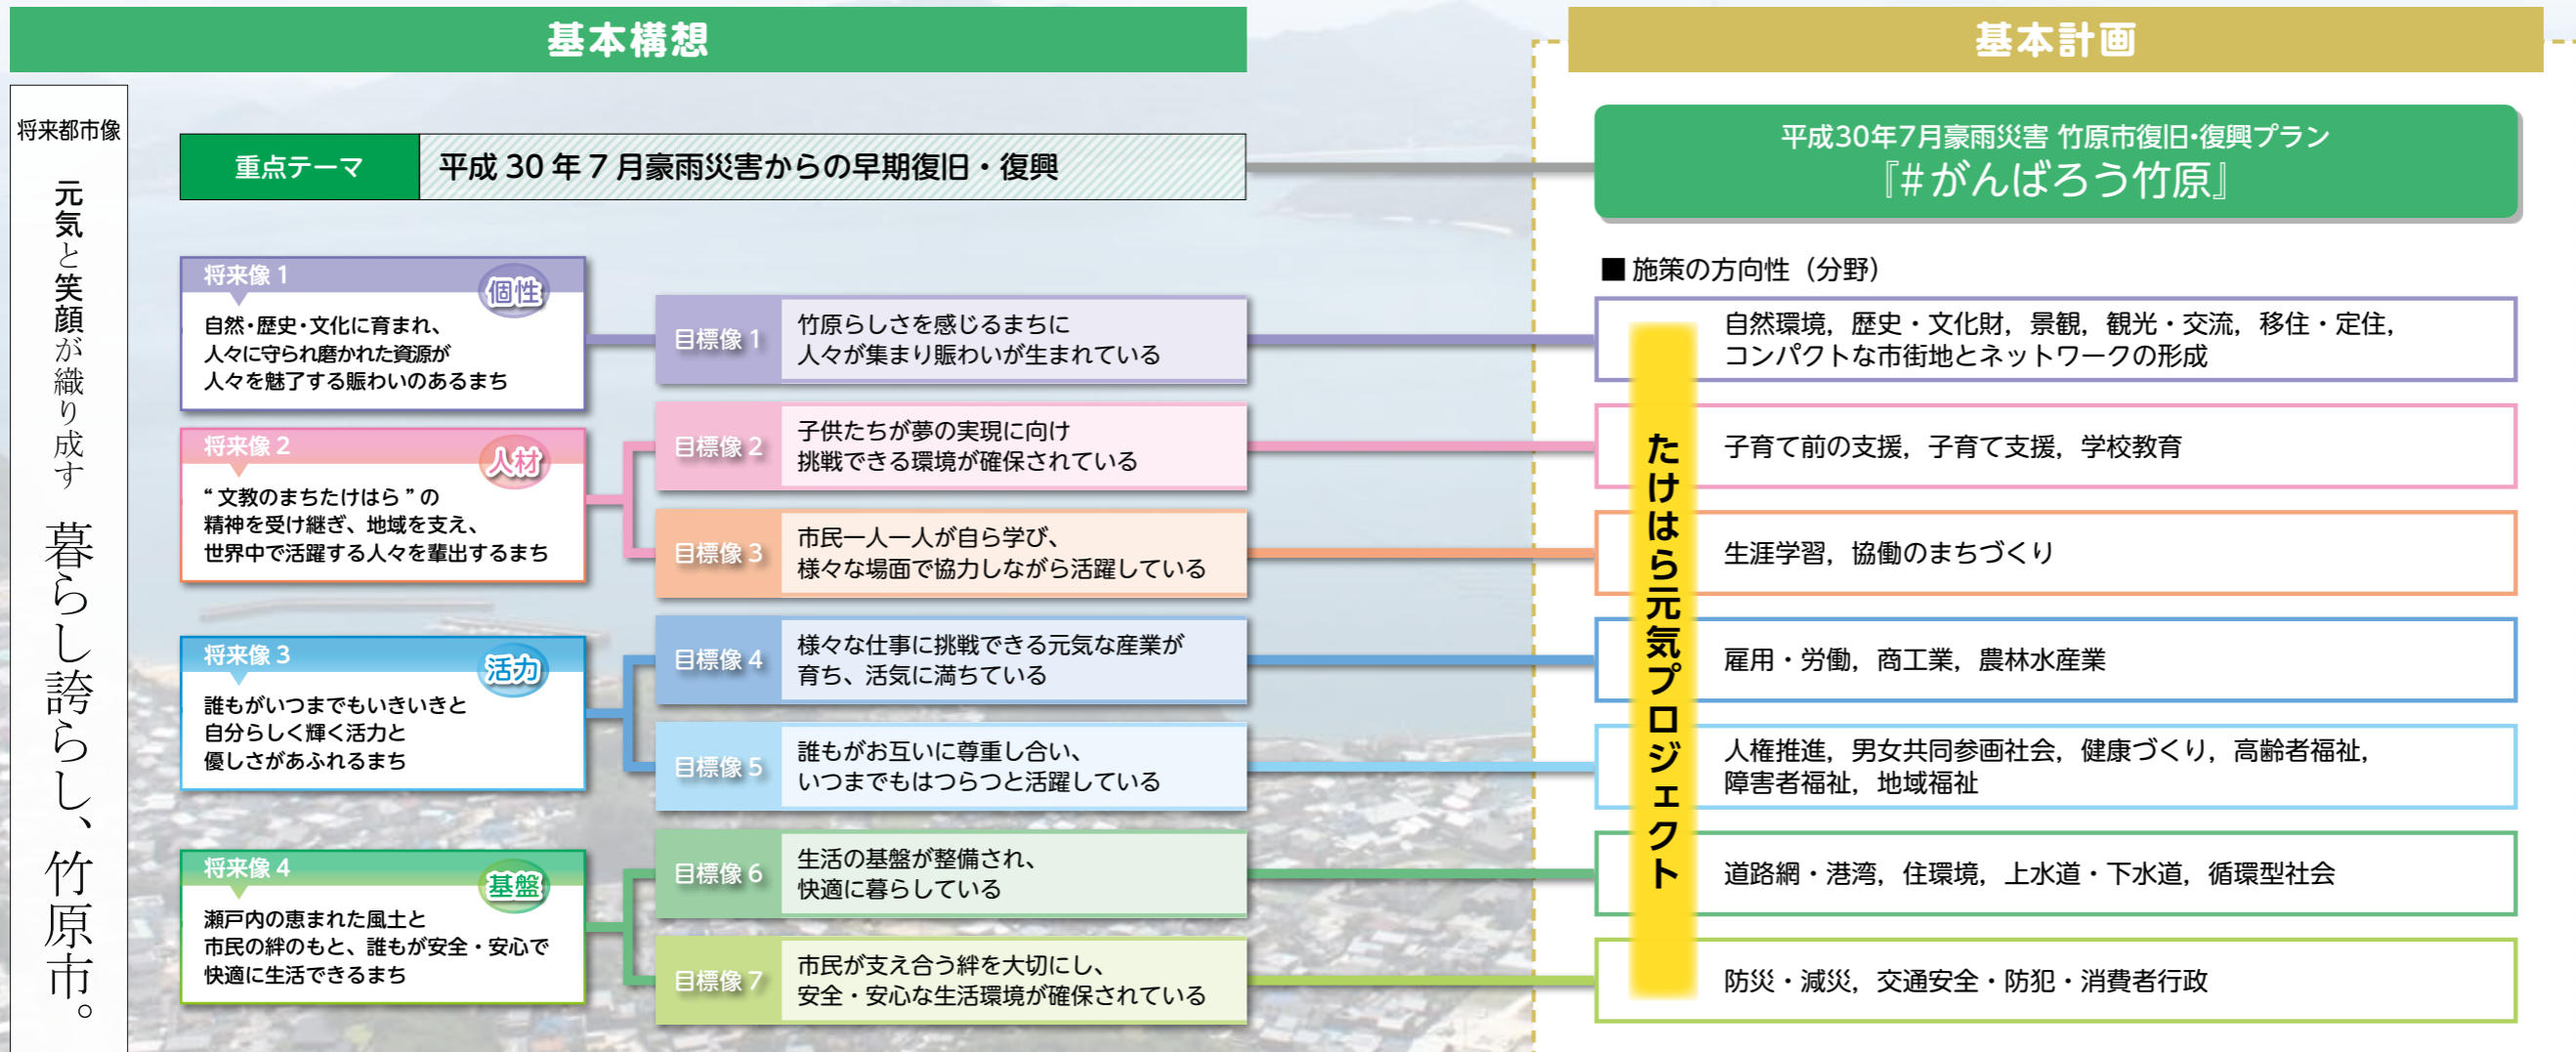 基本構想
基本計画
将来都市像
元気と笑顔が織り成す 暮らし誇らし、竹原市。
重点テーマ
平成 30 年 7 月豪雨災害からの早期復旧・復興
平成30年7月豪雨災害 竹原市復旧・復興プラン
『#がんばろう竹原』
将来像 1
個性
自然・歴史・文化に育まれ、
人々に守られ磨かれた資源が
人々を魅了する賑わいのあるまち
将来像 2
人材
“ 文教のまちたけはら ” の
精神を受け継ぎ、地域を支え、
世界中で活躍する人々を輩出するまち
将来像 3
活力
誰もがいつまでもいきいきと
自分らしく輝く活力と
優しさがあふれるまち
将来像 4
基盤
瀬戸内の恵まれた風土と
市民の絆のもと、誰もが安全・安心で
快適に生活できるまち
目標像 1
竹原らしさを感じるまちに
人々が集まり賑わいが生まれている
目標像 2
子供たちが夢の実現に向け
挑戦できる環境が確保されている
目標像 3
市民一人一人が自ら学び、
様々な場面で協力しながら活躍している
目標像 4
様々な仕事に挑戦できる元気な産業が
育ち、活気に満ちている
目標像 5
誰もがお互いに尊重し合い、
いつまでもはつらつと活躍している
目標像 6
生活の基盤が整備され、
快適に暮らしている
目標像 7
市民が支え合う絆を大切にし、
安全・安心な生活環境が確保されている
■ 施策の方向性（分野）
たけはら元気プロジェクト
自然環境，歴史・文化財，景観，観光・交流，移住・定住，
コンパクトな市街地とネットワークの形成
子育て前の支援，子育て支援，学校教育
生涯学習，協働のまちづくり
雇用・労働，商工業，農林水産業
人権推進，男女共同参画社会，健康づくり，高齢者福祉，
障害者福祉，地域福祉
道路網・港湾，住環境，上水道・下水道，循環型社会
防災・減災，交通安全・防犯・消費者行政